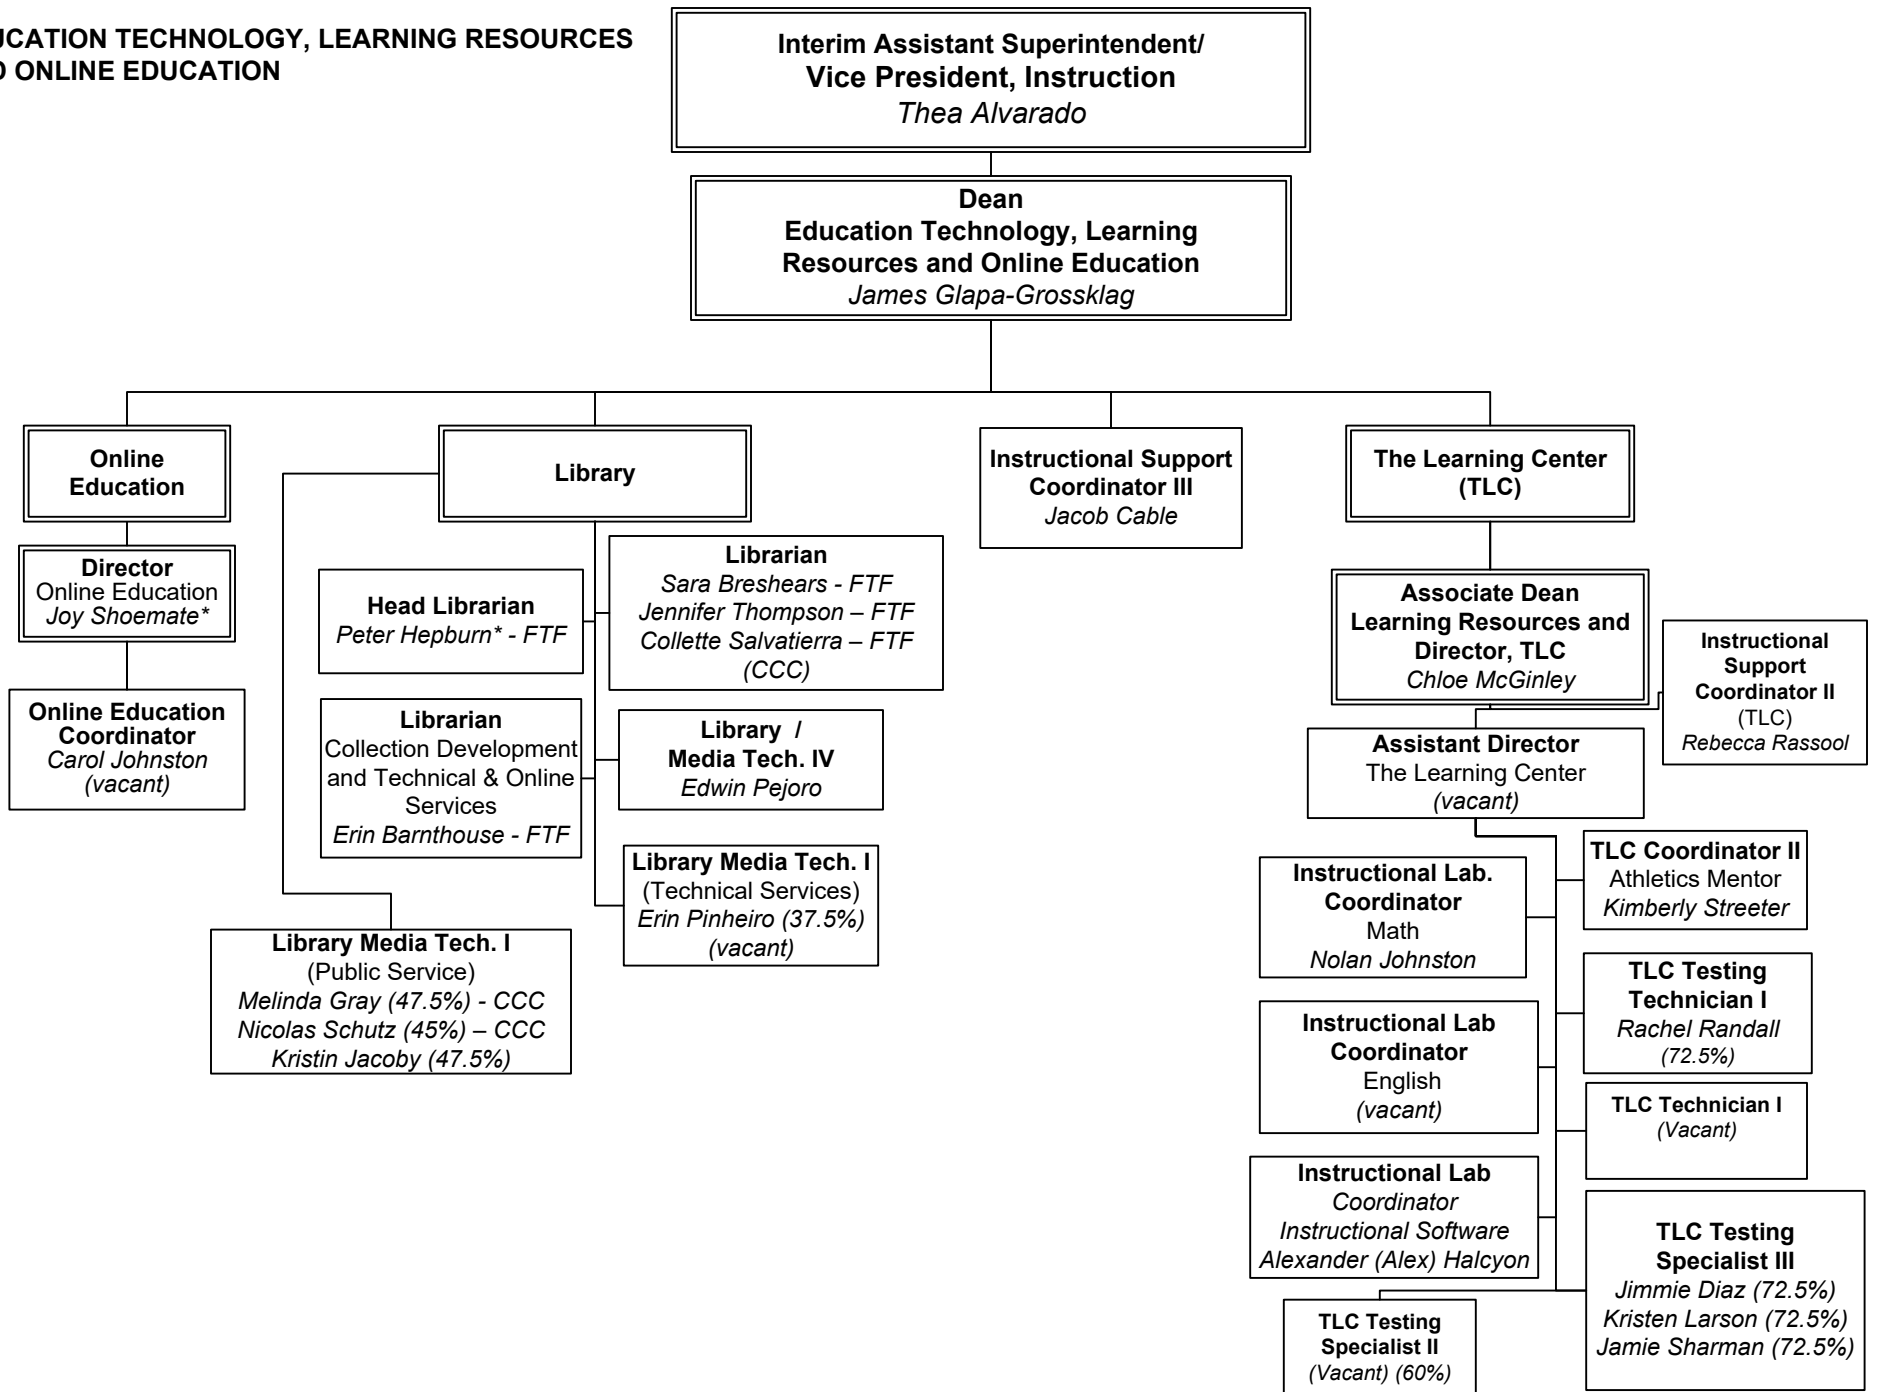 UCATION TECHNOLOGY, LEARNING RESOURCES
ONLINE EDUCATION
Interim Assistant Superintendent/
Vice President, Instruction
Thea Alvarado
Dean
Education Technology, Learning
Resources and Online Education
James Glapa-Grossklag
Online
Education
Director
Online Education
Joy Shoemate*
Online Education
Coordinator
Carol Johnston
(vacant)
Library
Head Librarian
Peter Hepburn* - FTF
Librarian
Sara Breshears - FTF
Jennifer Thompson – FTF
Collette Salvatierra – FTF
(CCC)
Librarian
Collection Development
and Technical & Online
Services
Erin Barnthouse - FTF
Library /
Media Tech. IV
Edwin Pejoro
Library Media Tech. I
(Technical Services)
Erin Pinheiro (37.5%)
(vacant)
Library Media Tech. I
(Public Service)
Melinda Gray (47.5%) - CCC
Nicolas Schutz (45%) – CCC
Kristin Jacoby (47.5%)
Instructional Support
Coordinator III
Jacob Cable
The Learning Center
(TLC)
Associate Dean
Learning Resources and
Director, TLC
Chloe McGinley
Instructional
Support
Coordinator II
(TLC)
Rebecca Rassool
Assistant Director
The Learning Center
(vacant)
Instructional Lab.
Coordinator
Math
Nolan Johnston
TLC Coordinator II
Athletics Mentor
Kimberly Streeter
Instructional Lab
Coordinator
English
(vacant)
TLC Testing
Technician I
Rachel Randall
(72.5%)
TLC Technician I
(Vacant)
Instructional Lab
Coordinator
Instructional Software
Alexander (Alex) Halcyon
TLC Testing
Specialist III
Jimmie Diaz (72.5%)
Kristen Larson (72.5%)
Jamie Sharman (72.5%)
TLC Testing
Specialist II
(Vacant) (60%)